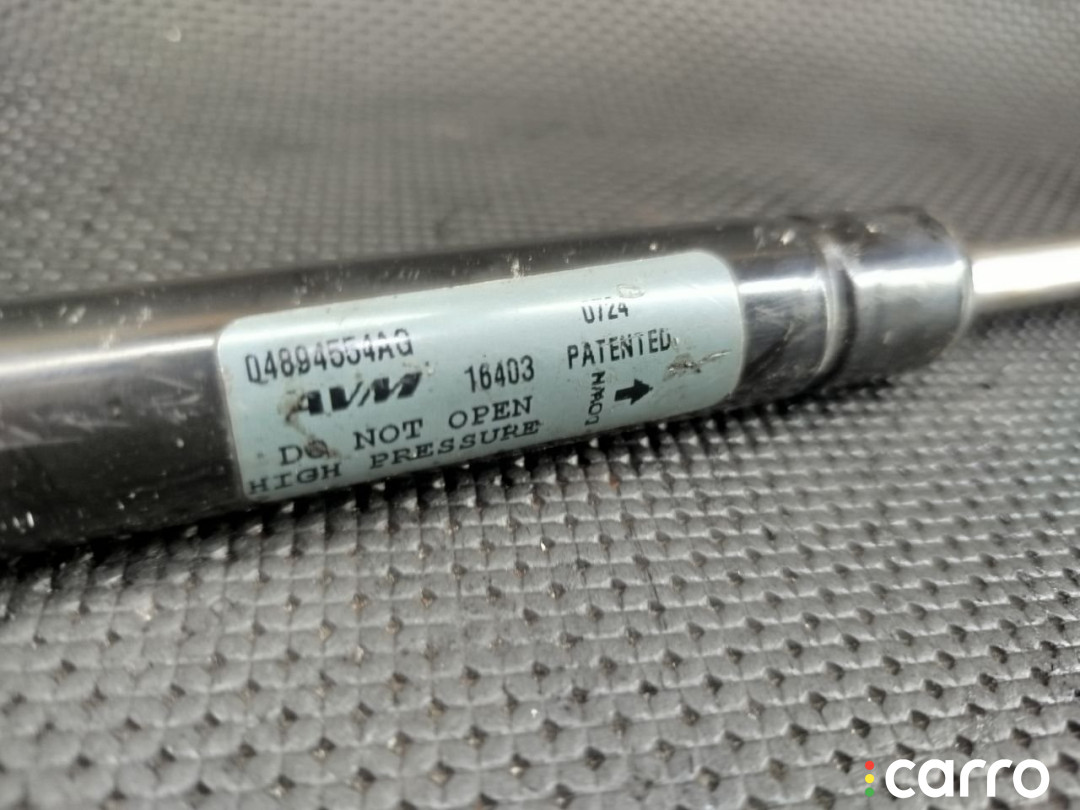 04894554AG
AVM 16403
DO NOT OPEN
HIGH PRESSURE
0724
PATENTED
DOWN
carro